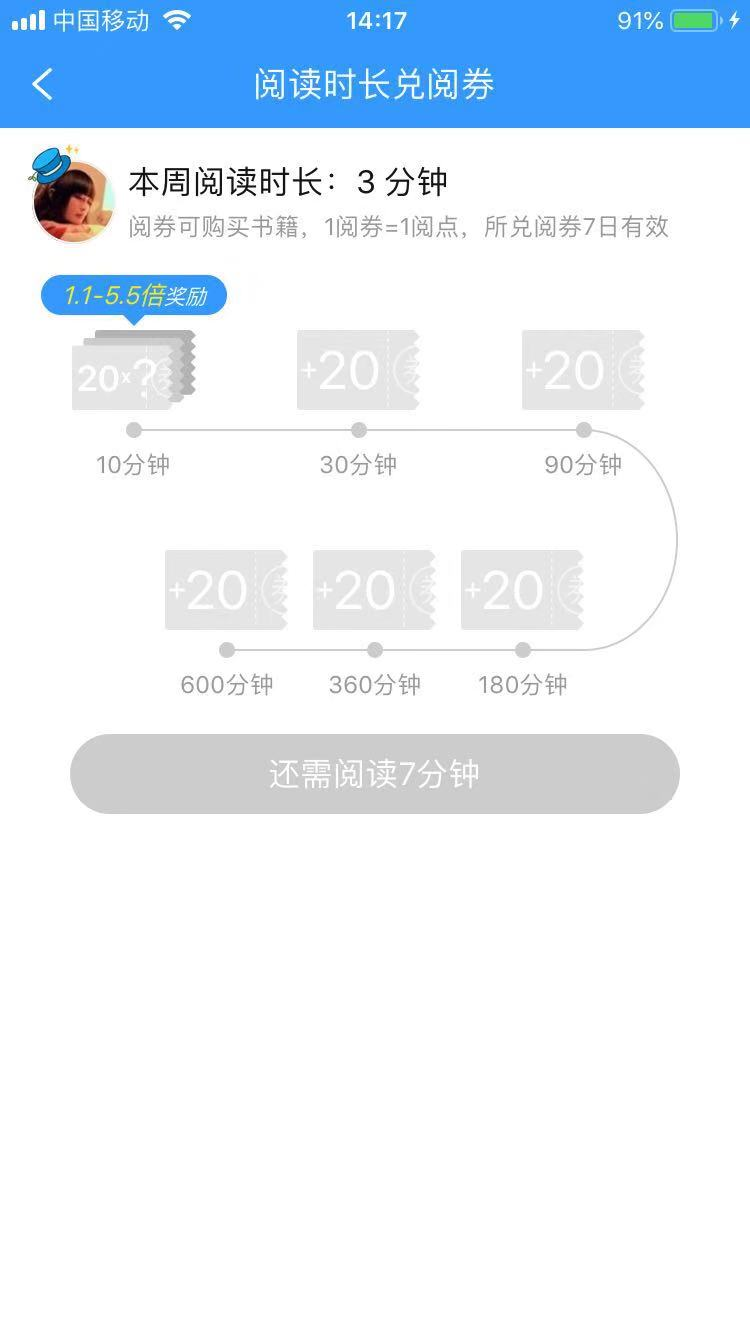 中国移动
14:17
91%
阅读时长兑阅券
本周阅读时长：3 分钟
阅券可购买书籍，1阅券=1阅点，所兑阅券7日有效
1.1-5.5倍奖励
20x?
+20
+20
10分钟
30分钟
90分钟
+20
+20
+20
600分钟
360分钟
180分钟
还需阅读7分钟